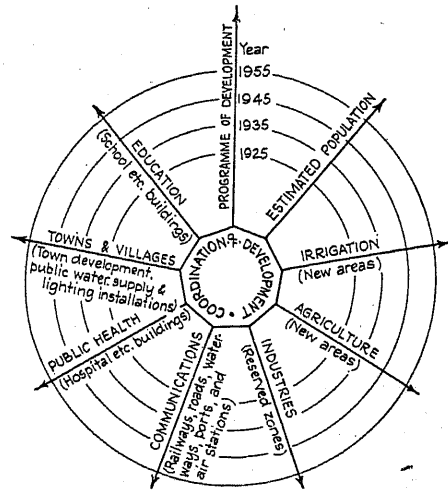 PROGRAMME OF DEVELOPMENT
Year
1955
1945
1935
1925
ESTIMATED POPULATION
IRRIGATION
(New areas)
AGRICULTURE
(New areas)
INDUSTRIES
(Reserved zones)
COMMUNICATIONS
(Railways, roads, water-
ways, ports, and
air stations)
PUBLIC HEALTH
(Hospital etc. buildings)
TOWNS & VILLAGES
(Town development,
public water supply &
lighting installations)
EDUCATION
(School etc. buildings)
COORDINATION OF DEVELOPMENT •